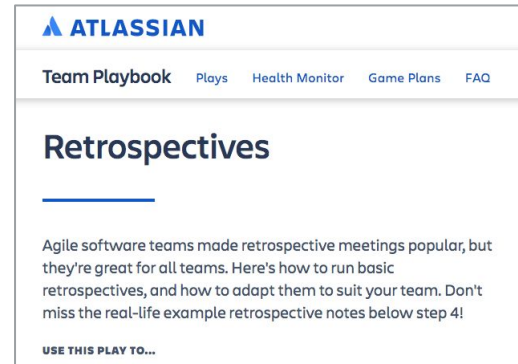 ATLASSIAN
Team Playbook Plays Health Monitor Game Plans FAQ
Retrospectives
Agile software teams made retrospective meetings popular, but
they're great for all teams. Here's how to run basic
retrospectives, and how to adapt them to suit your team. Don't
miss the real-life example retrospective notes below step 4!
USE THIS PLAY TO...